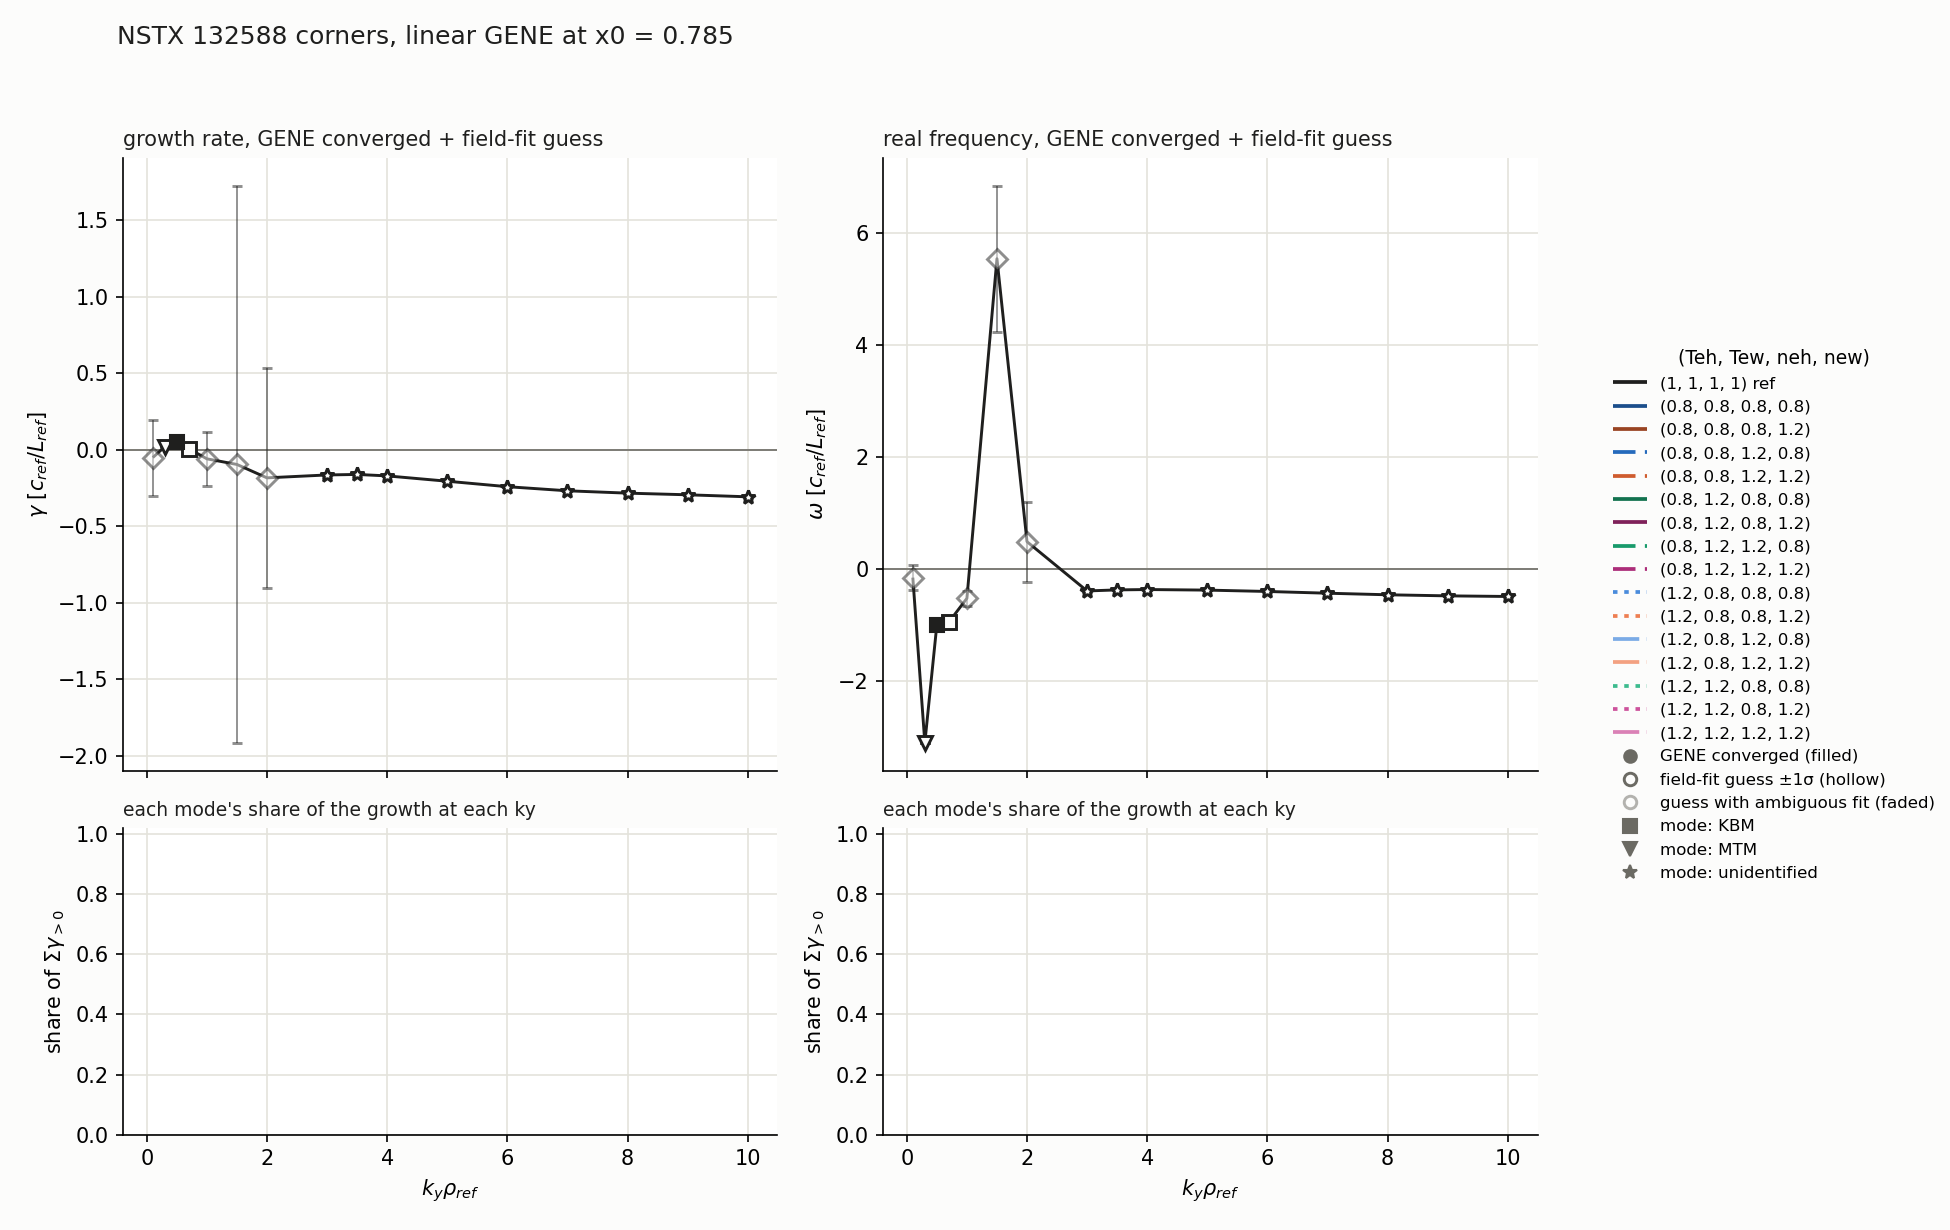 NSTX 132588 corners, linear GENE at x0 = 0.785
growth rate, GENE converged + field-fit guess
1.5
1.0
0.5
0.0
−0.5
−1.0
−1.5
−2.0
γ [c_ref/L_ref]
real frequency, GENE converged + field-fit guess
6
4
2
0
−2
ω [c_ref/L_ref]
each mode's share of the growth at each ky
1.0
0.8
0.6
0.4
0.2
0.0
share of Σγ_>0
0 2 4 6 8 10
k_yρ_ref
each mode's share of the growth at each ky
1.0
0.8
0.6
0.4
0.2
0.0
share of Σγ_>0
0 2 4 6 8 10
k_yρ_ref
(Teh, Tew, neh, new)
(1, 1, 1, 1) ref
(0.8, 0.8, 0.8, 0.8)
(0.8, 0.8, 0.8, 1.2)
(0.8, 0.8, 1.2, 0.8)
(0.8, 0.8, 1.2, 1.2)
(0.8, 1.2, 0.8, 0.8)
(0.8, 1.2, 0.8, 1.2)
(0.8, 1.2, 1.2, 0.8)
(0.8, 1.2, 1.2, 1.2)
(1.2, 0.8, 0.8, 0.8)
(1.2, 0.8, 0.8, 1.2)
(1.2, 0.8, 1.2, 0.8)
(1.2, 0.8, 1.2, 1.2)
(1.2, 1.2, 0.8, 0.8)
(1.2, 1.2, 0.8, 1.2)
(1.2, 1.2, 1.2, 1.2)
GENE converged (filled)
field-fit guess ±1σ (hollow)
guess with ambiguous fit (faded)
mode: KBM
mode: MTM
mode: unidentified